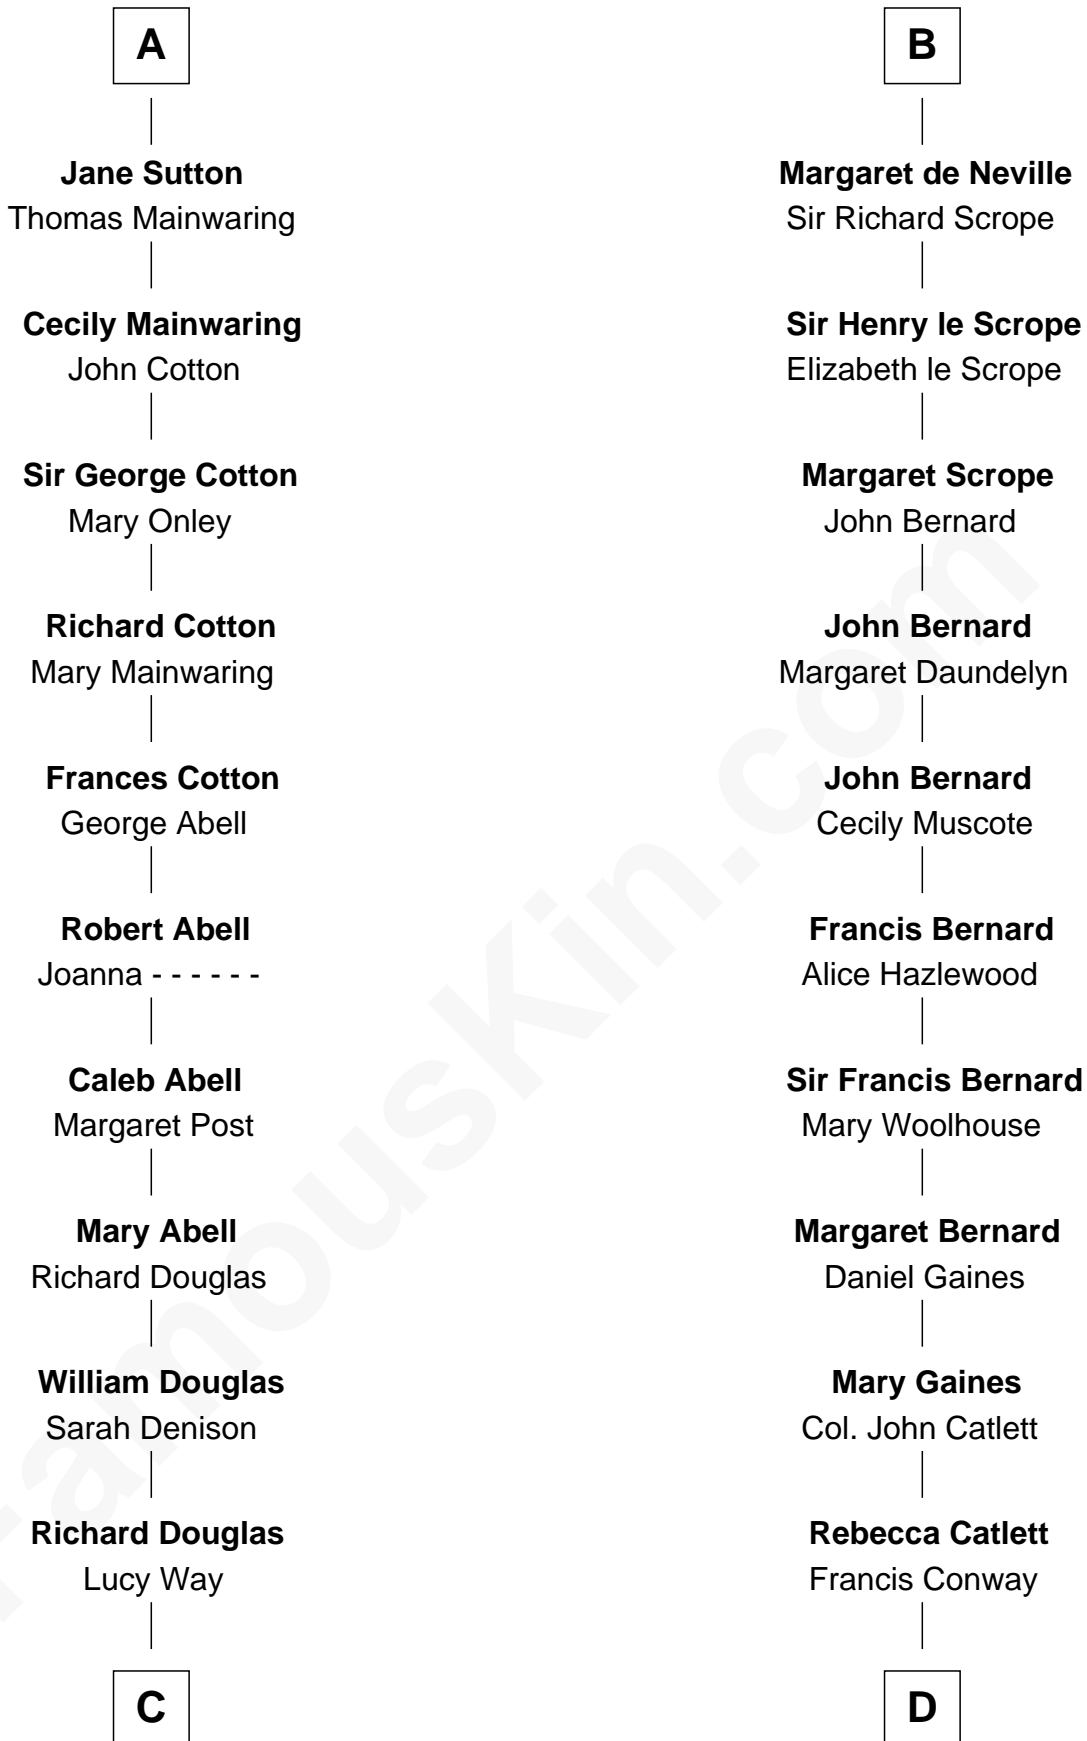 A
Jane Sutton
Thomas Mainwaring
Cecily Mainwaring
John Cotton
Sir George Cotton
Mary Onley
Richard Cotton
Mary Mainwaring
Frances Cotton
George Abell
Robert Abell
Joanna - - - - - -
Caleb Abell
Margaret Post
Mary Abell
Richard Douglas
William Douglas
Sarah Denison
Richard Douglas
Lucy Way
C
B
Margaret de Neville
Sir Richard Scrope
Sir Henry le Scrope
Elizabeth le Scrope
Margaret Scrope
John Bernard
John Bernard
Margaret Daundelyn
John Bernard
Cecily Muscote
Francis Bernard
Alice Hazlewood
Sir Francis Bernard
Mary Woolhouse
Margaret Bernard
Daniel Gaines
Mary Gaines
Col. John Catlett
Rebecca Catlett
Francis Conway
D
FamousKin.com